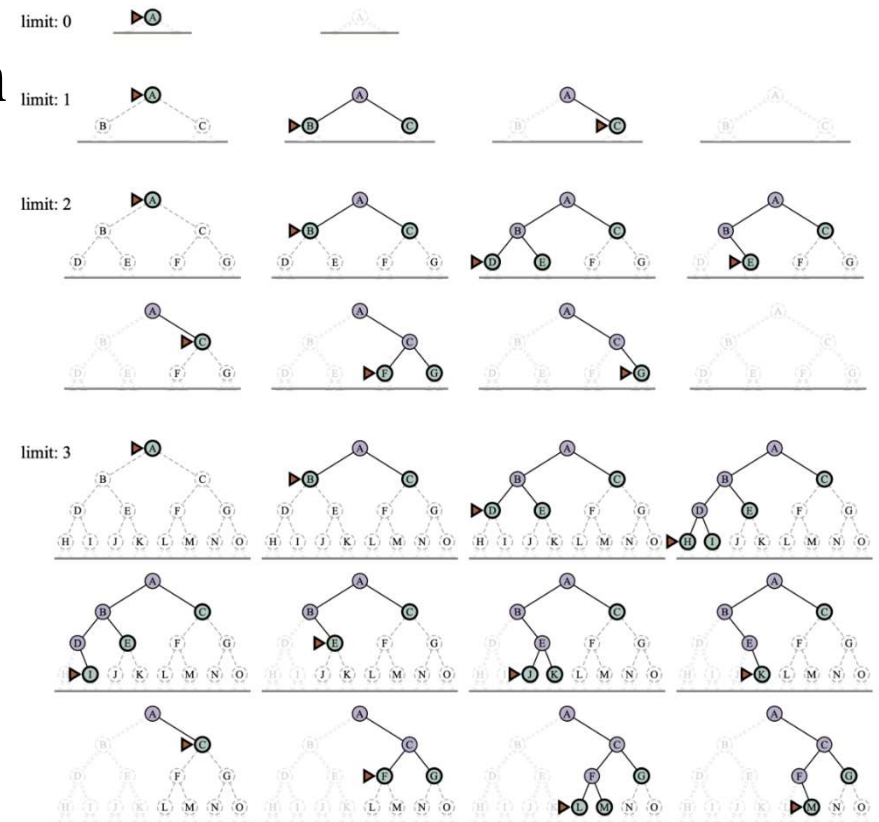 limit: 0 A A
n
limit: 1 A A A A
B C B C B C B C
limit: 2 A A A A
B C B C B C B C
D E F G D E F G D E F G D E F G
A A A A
B C B C B C B C
D E F G D E F G D E F G D E F G
limit: 3 A A A A
B C B C B C B C
D E F G D E F G D E F G D E F G
H I J K L M N O H I J K L M N O H I J K L M N O H I J K L M N O
A A A A
B C B C B C B C
D E F G D E F G D E F G D E F G
H I J K L M N O H I J K L M N O H I J K L M N O H I J K L M N O
A A A A
B C B C B C B C
D E F G D E F G D E F G D E F G
H I J K L M N O H I J K L M N O H I J K L M N O H I J K L M N O